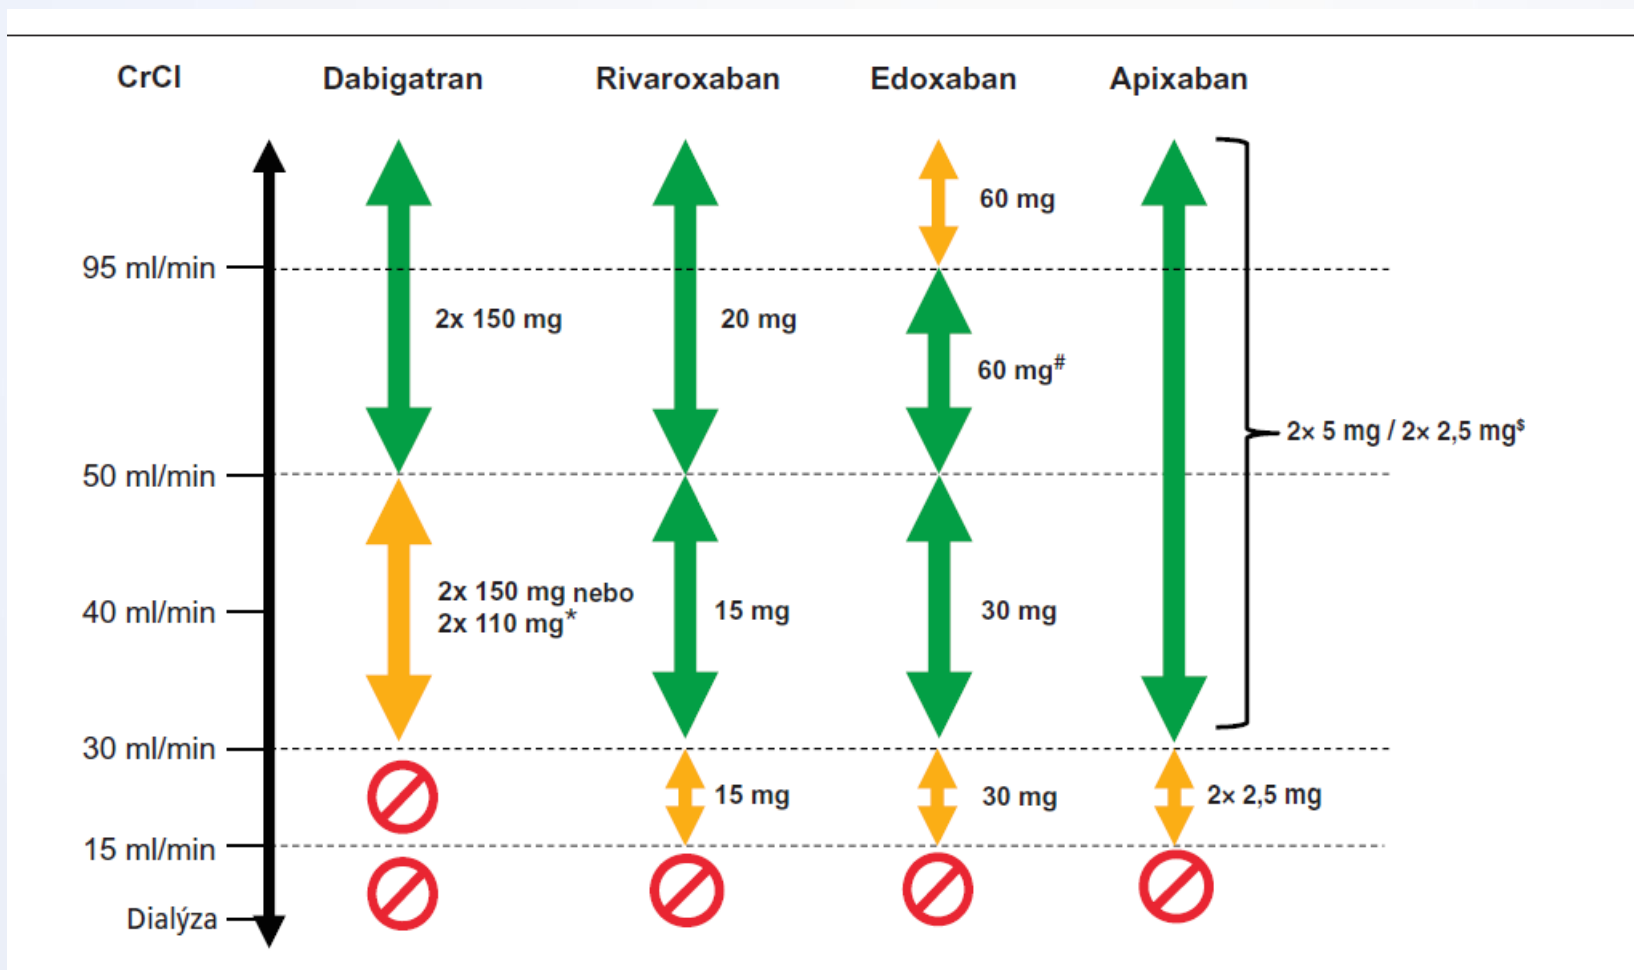 CrCl
Dabigatran
Rivaroxaban
Edoxaban
Apixaban
60 mg
95 ml/min
2x 150 mg
20 mg
60 mg#
2× 5 mg / 2× 2,5 mg$
50 ml/min
2x 150 mg nebo
2x 110 mg*
40 ml/min
15 mg
30 mg
30 ml/min
15 mg
30 mg
2× 2,5 mg
15 ml/min
Dialýza